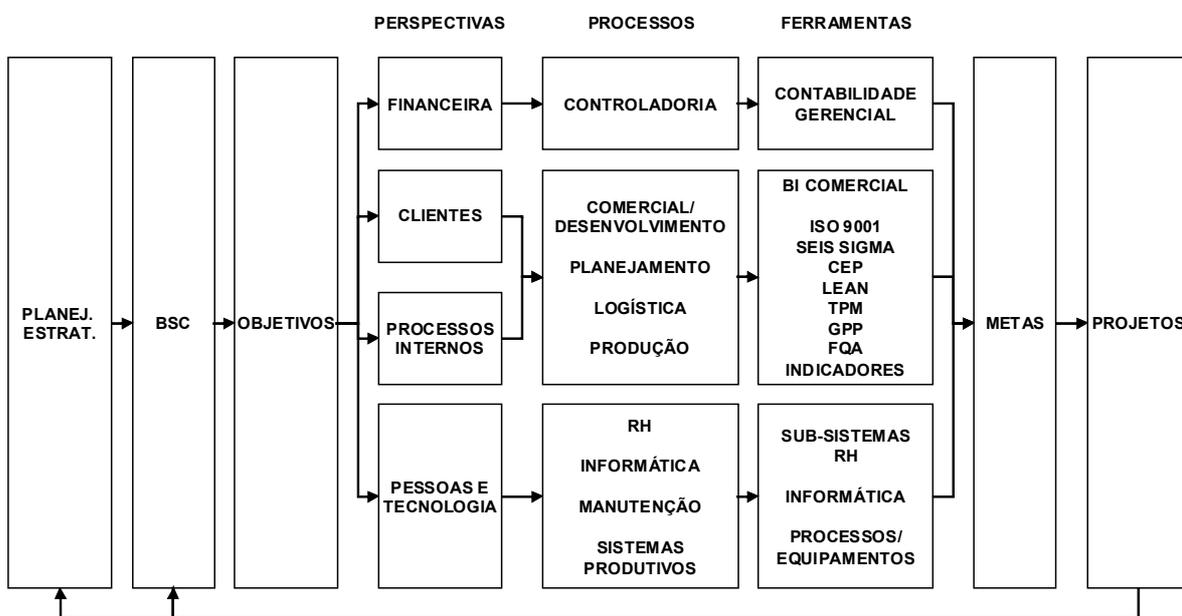 PERSPECTIVAS
PROCESSOS
FERRAMENTAS
PLANEJ.
ESTRAT.
BSC
OBJETIVOS
FINANCEIRA
CONTROLADORIA
CONTABILIDADE
GERENCIAL
CLIENTES
PROCESSOS
INTERNOS
COMERCIAL/
DESENVOLVIMENTO
PLANEJAMENTO
LOGÍSTICA
PRODUÇÃO
BI COMERCIAL
ISO 9001
SEIS SIGMA
CEP
LEAN
TPM
GPP
FQA
INDICADORES
PESSOAS E
TECNOLOGIA
RH
INFORMÁTICA
MANUTENÇÃO
SISTEMAS
PRODUTIVOS
SUB-SISTEMAS
RH
INFORMÁTICA
PROCESSOS/
EQUIPAMENTOS
METAS
PROJETOS